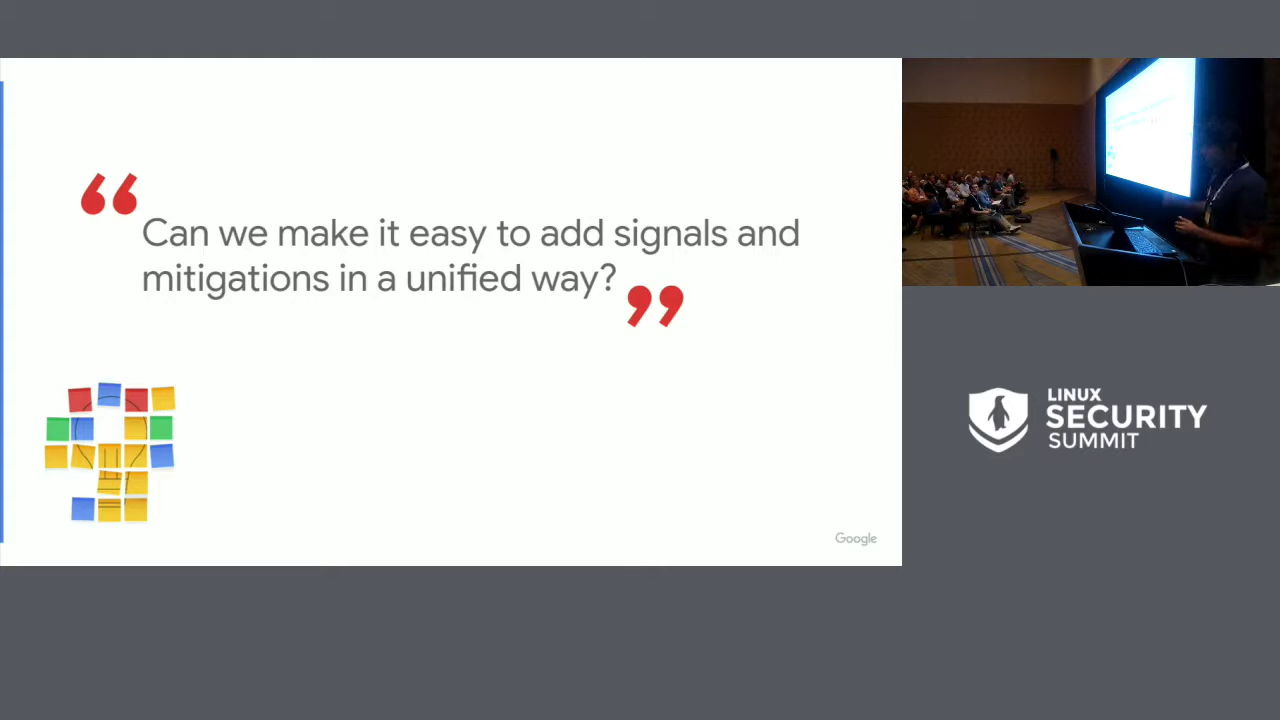 “
Can we make it easy to add signals and
mitigations in a unified way?
”
Google
LINUX
SECURITY
SUMMIT